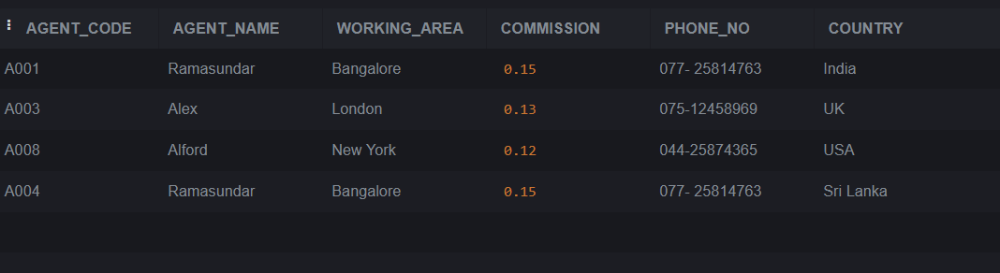 AGENT_CODE AGENT_NAME WORKING_AREA COMMISSION PHONE_NO COUNTRY
A001 Ramasundar Bangalore 0.15 077- 25814763 India
A003 Alex London 0.13 075-12458969 UK
A008 Alford New York 0.12 044-25874365 USA
A004 Ramasundar Bangalore 0.15 077- 25814763 Sri Lanka